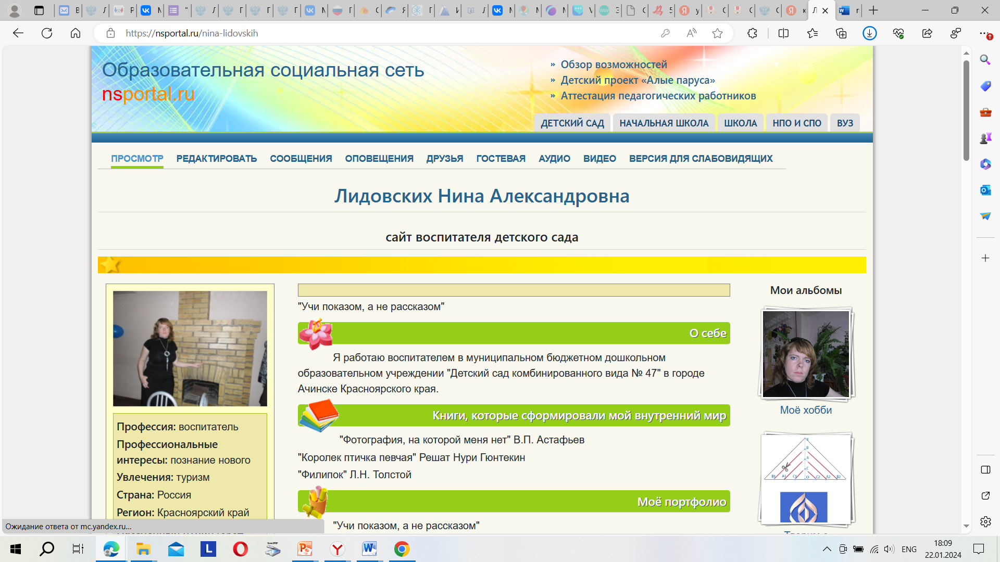 https://nsportal.ru/nina-lidovskih
Образовательная социальная сеть
nsportal.ru
» Обзор возможностей
» Детский проект «Алые паруса»
» Аттестация педагогических работников
ДЕТСКИЙ САД НАЧАЛЬНАЯ ШКОЛА ШКОЛА НПО И СПО ВУЗ
ПРОСМОТР РЕДАКТИРОВАТЬ СООБЩЕНИЯ ОПОВЕЩЕНИЯ ДРУЗЬЯ ГОСТЕВАЯ АУДИО ВИДЕО ВЕРСИЯ ДЛЯ СЛАБОВИДЯЩИХ
Лидовских Нина Александровна
сайт воспитателя детского сада
Профессия: воспитатель
Профессиональные
интересы: познание нового
Увлечения: туризм
Страна: Россия
Регион: Красноярский край
"Учи показом, а не рассказом"
О себе
Я работаю воспитателем в муниципальном бюджетном дошкольном
образовательном учреждении "Детский сад комбинированного вида № 47" в городе
Ачинске Красноярского края.
Книги, которые сформировали мой внутренний мир
"Фотография, на которой меня нет" В.П. Астафьев
"Королек птичка певчая" Решат Нури Гюнтекин
"Филипок" Л.Н. Толстой
Моё портфолио
"Учи показом, а не рассказом"
Мои альбомы
Моё хобби
B1 A1 C1 O C2 A2 B2
Ожидание ответа от mc.yandex.ru...
ENG
18:09
22.01.2024